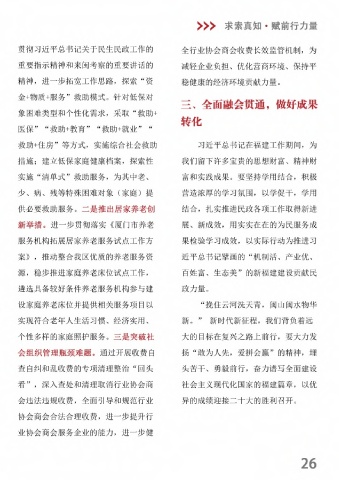 求索真知·赋前行力量
贯彻习近平总书记关于民生民政工作的
重要指示精神和来闽考察的重要讲话的
精神，进一步拓宽工作思路，探索“资
金+物质+服务”救助模式。针对低保对
象困难类型和个性化需求，采取“救助+
医保”“救助+教育”“救助+就业”“
救助+住房”等方式，实施综合社会救助
措施；建立低保家庭健康档案，探索性
实施“清单式”救助服务，为其中老、
少、病、残等特殊困难对象（家庭）提
供必要救助服务。二是推出居家养老创
新举措。进一步贯彻落实《厦门市养老
服务机构拓展居家养老服务试点工作方
案》，推动整合我区优质的养老服务资
源，稳步推进家庭养老床位试点工作，
遴选具备较好条件养老服务机构参与建
设家庭养老床位并提供相关服务项目以
实现符合老年人生活习惯、经济实用、
个性多样的家庭照护服务。三是突破社
会组织管理瓶颈难题。通过开展收费自
查自纠和乱收费的专项清理整治“回头
看”，深入查处和清理取消行业协会商
会违法违规收费，全面引导和规范行业
协会商会合法合理收费，进一步提升行
业协会商会服务企业的能力，进一步健
全行业协会商会收费长效监管机制，为
减轻企业负担、优化营商环境、保持平
稳健康的经济环境贡献力量。
三、全面融会贯通，做好成果
转化
习近平总书记在福建工作期间，为
我们留下许多宝贵的思想财富、精神财
富和实践成果。要坚持学用结合，积极
营造浓厚的学习氛围，以学促干，学用
结合，扎实推进民政各项工作取得新进
展、新成效，用实实在在的为民服务成
果检验学习成效，以实际行动为推进习
近平总书记擘画的“机制活、产业优、
百姓富、生态美”的新福建建设贡献民
政力量。
“挽住云河洗天青，闽山闽水物华
新。”新时代新征程，我们背负着远
大的目标在复兴之路上前行，要大力发
扬“敢为人先，爱拼会赢”的精神，埋
头苦干、勇毅前行，奋力谱写全面建设
社会主义现代化国家的福建篇章，以优
异的成绩迎接二十大的胜利召开。
26